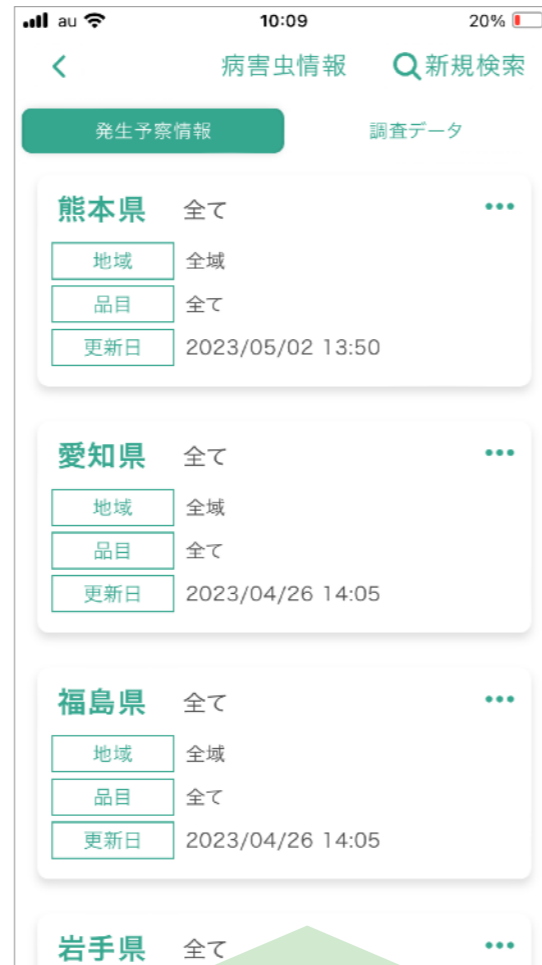 au 10:09 20%
病害虫情報 新規検索
発生予察情報 調査データ
熊本県 全て
地域 全域
品目 全て
更新日 2023/05/02 13:50
愛知県 全て
地域 全域
品目 全て
更新日 2023/04/26 14:05
福島県 全て
地域 全域
品目 全て
更新日 2023/04/26 14:05
岩手県 全て